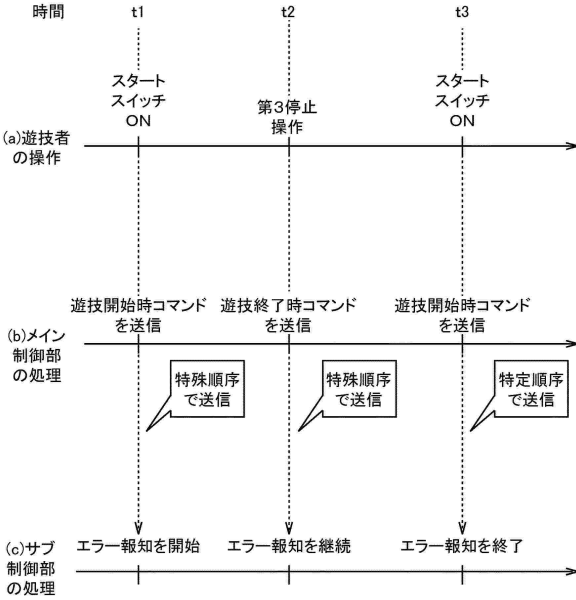 時間
t1
t2
t3
スタート
スイッチ
ON
第3停止
操作
スタート
スイッチ
ON
(a)遊技者
の操作
遊技開始時コマンド
を送信
遊技終了時コマンド
を送信
遊技開始時コマンド
を送信
(b)メイン
制御部
の処理
特殊順序
で送信
特殊順序
で送信
特定順序
で送信
エラー報知を開始
エラー報知を継続
エラー報知を終了
(c)サブ
制御部
の処理